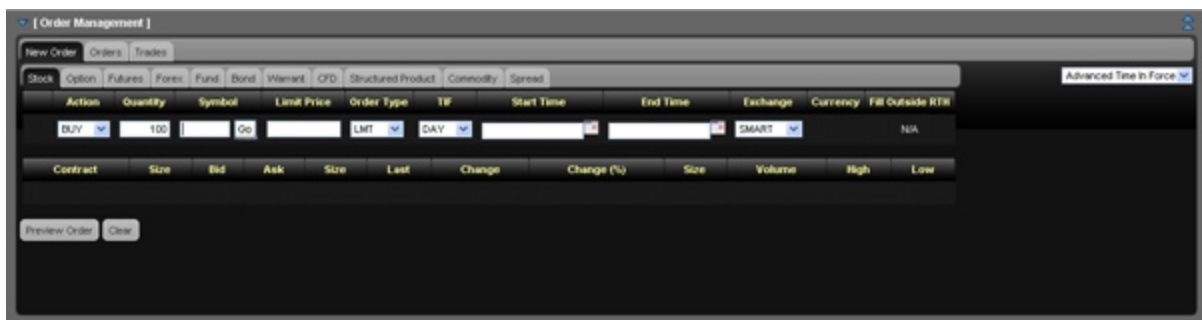 [ Order Management ]
New Order Orders Trades
Stock Option Futures Forex Fund Bond Warrant CFD Structured Product Commodity Spread Advanced Time In Force
Action Quantity Symbol Limit Price Order Type TIF Start Time End Time Exchange Currency Fill Outside RTH
BUY 100 Go LMT DAY SMART N/A
Contract Size Bid Ask Size Last Change Change (%) Size Volume High Low
Preview Order Clear